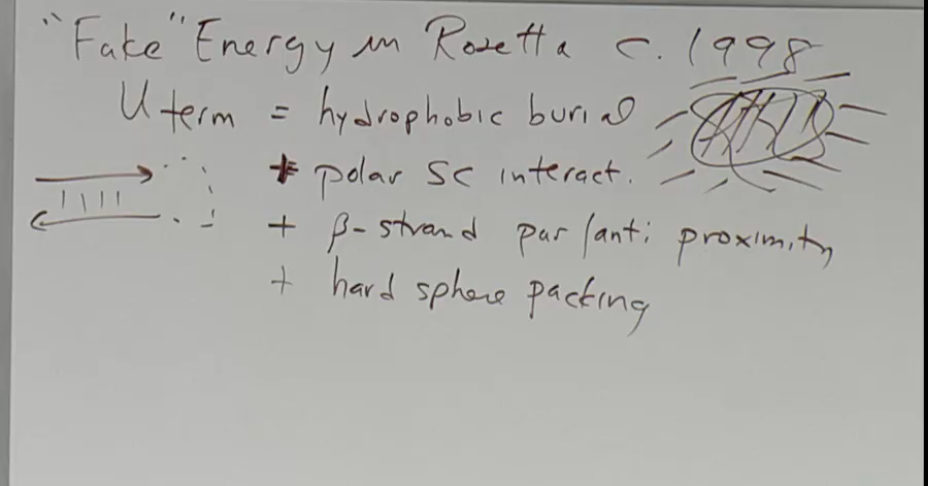 "Fake" Energy in Rosetta c. 1998
U term = hydrophobic burial
+ polar SC interact.
+ β-strand par/anti proximity
+ hard sphere packing